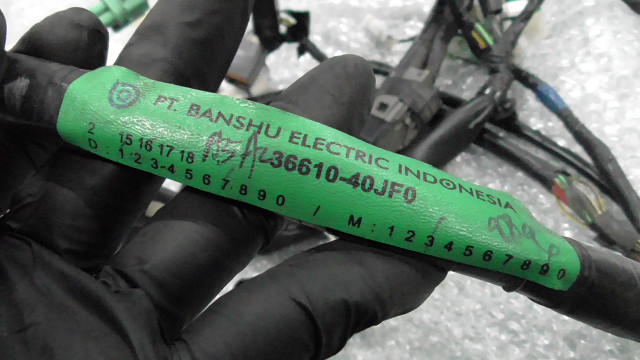 PT. BANSHU ELECTRIC INDONESIA
36610-40JF0
2 15 16 17 18
D : 1 2 3 4 5 6 7 8 9 0 / M : 1 2 3 4 5 6 7 8 9 0